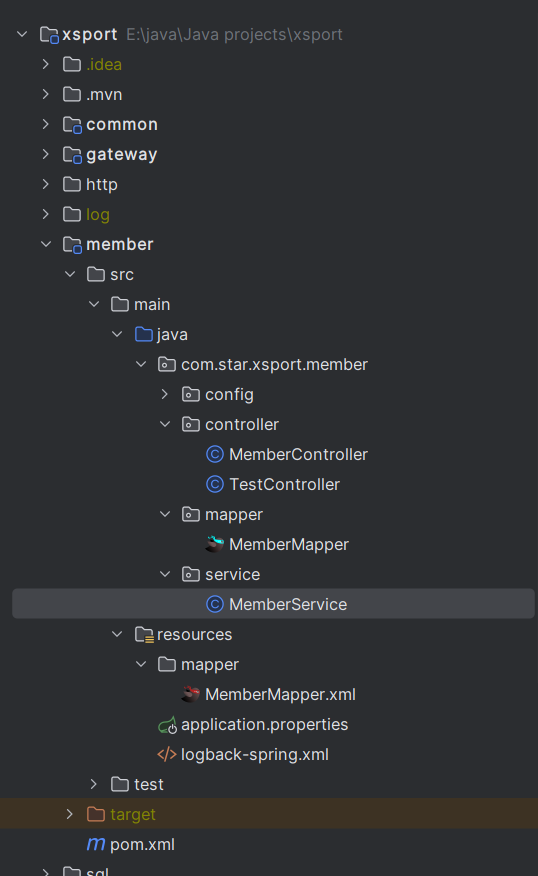 xsport E:\java\Java projects\xsport
.idea
.mvn
common
gateway
http
log
member
src
main
java
com.star.xsport.member
config
controller
MemberController
TestController
mapper
MemberMapper
service
MemberService
resources
mapper
MemberMapper.xml
application.properties
logback-spring.xml
test
target
pom.xml
sql